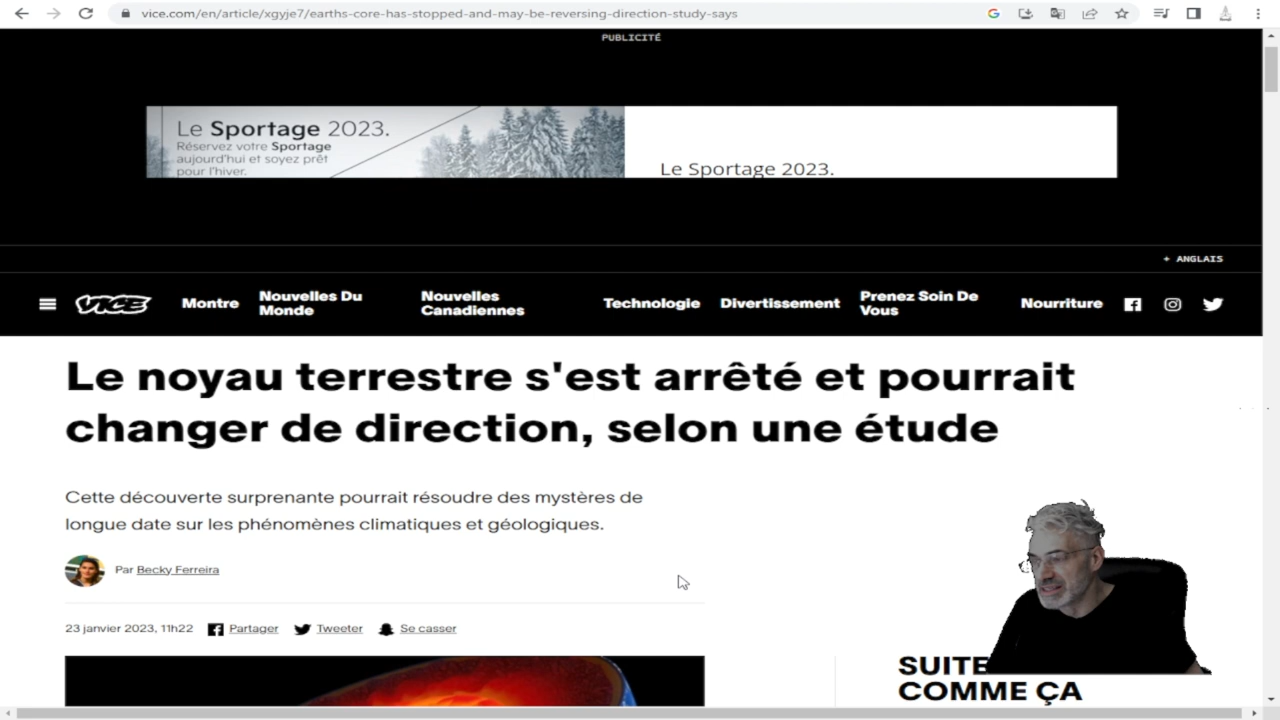 vice.com/en/article/xgyje7/earths-core-has-stopped-and-may-be-reversing-direction-study-says
PUBLICITÉ
Le Sportage 2023.
Réservez votre Sportage
aujourd'hui et soyez prêt
pour l'hiver.
Le Sportage 2023.
+ ANGLAIS
VICE
Montre
Nouvelles Du
Monde
Nouvelles
Canadiennes
Technologie
Divertissement
Prenez Soin De
Vous
Nourriture
Le noyau terrestre s'est arrêté et pourrait
changer de direction, selon une étude
Cette découverte surprenante pourrait résoudre des mystères de
longue date sur les phénomènes climatiques et géologiques.
Par Becky Ferreira
23 janvier 2023, 11h22 Partager Tweeter Se casser
SUITE
COMME ÇA